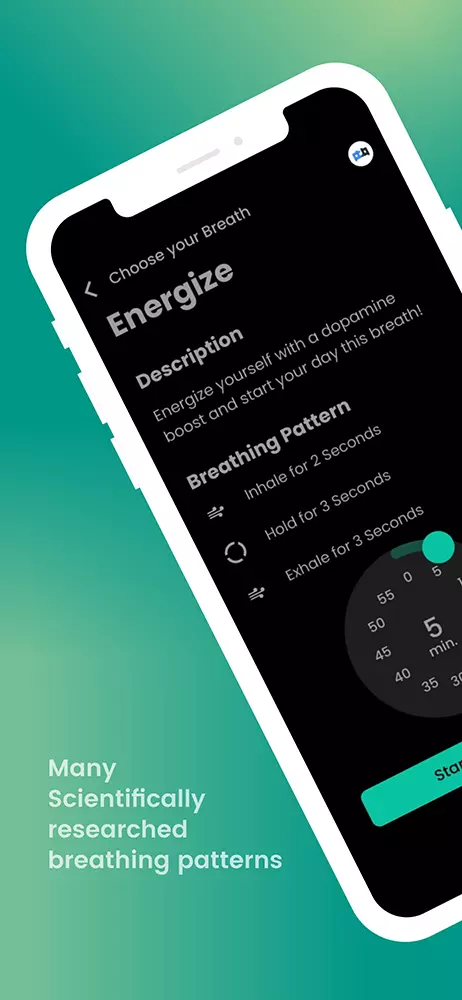 Choose your Breath
Energize
Description
Energize yourself with a dopamine
boost and start your day this breath!
Breathing Pattern
Inhale for 2 Seconds
Hold for 3 Seconds
Exhale for 3 Seconds
0
5
55
50
45
40
35
5
min.
Many
Scientifically
researched
breathing patterns